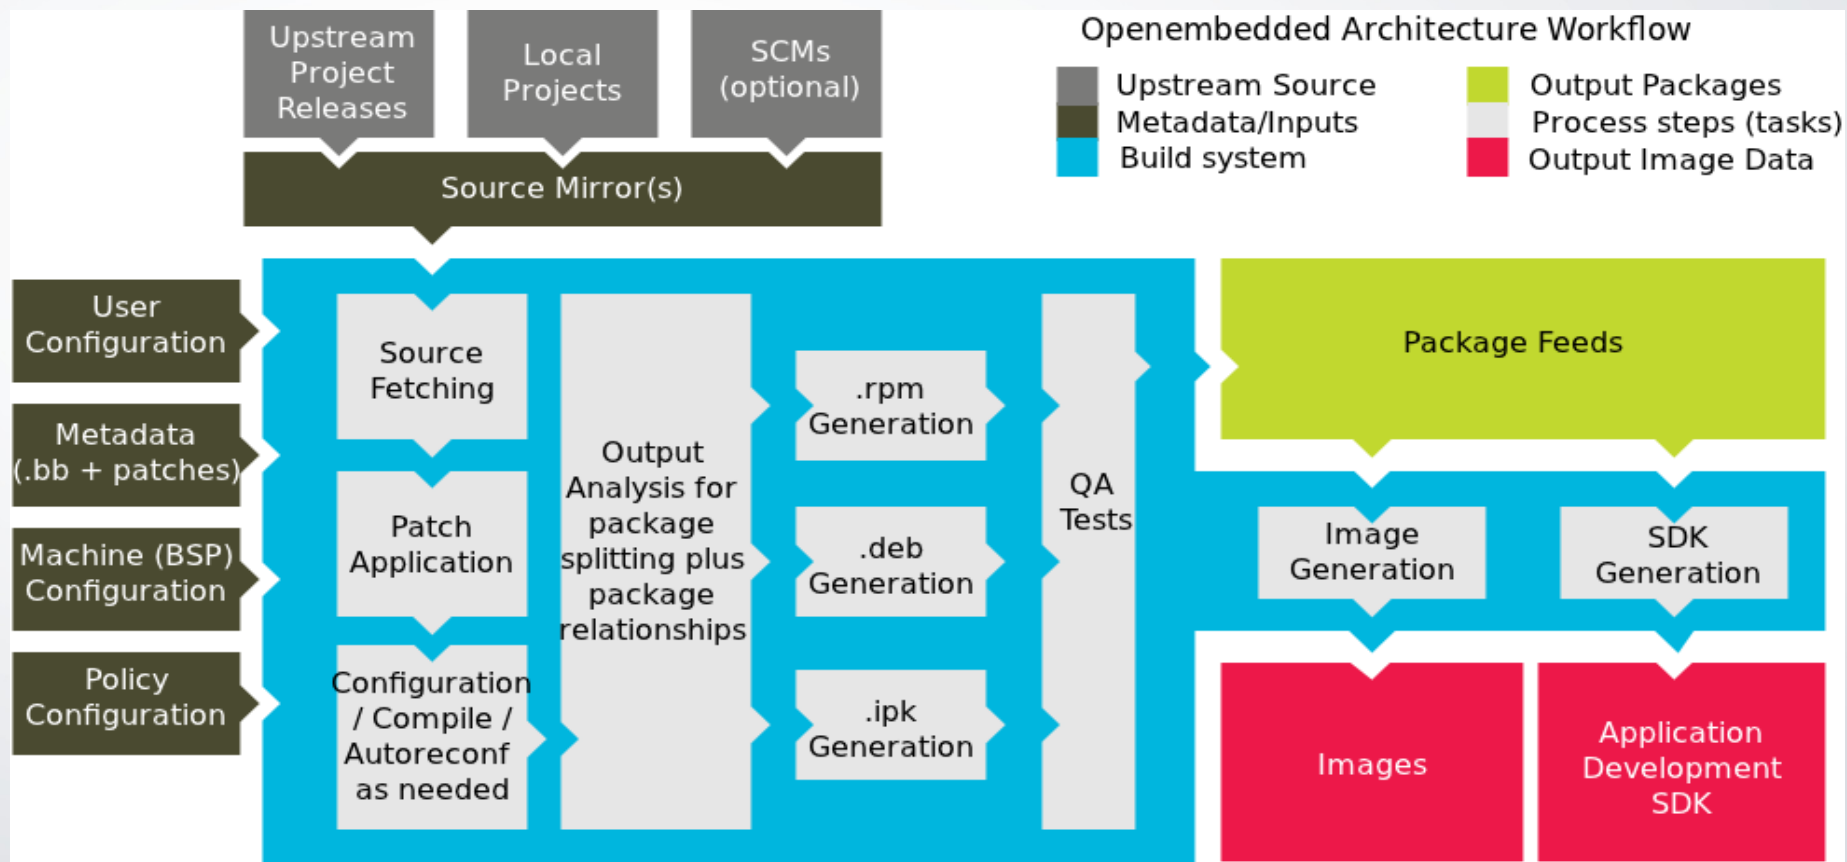 Upstream
Project
Releases
Local
Projects
SCMs
(optional)
Openembedded Architecture Workflow
Upstream Source
Metadata/Inputs
Build system
Output Packages
Process steps (tasks)
Output Image Data
Source Mirror(s)
User
Configuration
Metadata
(.bb + patches)
Machine (BSP)
Configuration
Policy
Configuration
Source
Fetching
Patch
Application
Configuration
/ Compile /
Autoreconf
as needed
Output
Analysis for
package
splitting plus
package
relationships
.rpm
Generation
.deb
Generation
.ipk
Generation
QA
Tests
Package Feeds
Image
Generation
SDK
Generation
Images
Application
Development
SDK